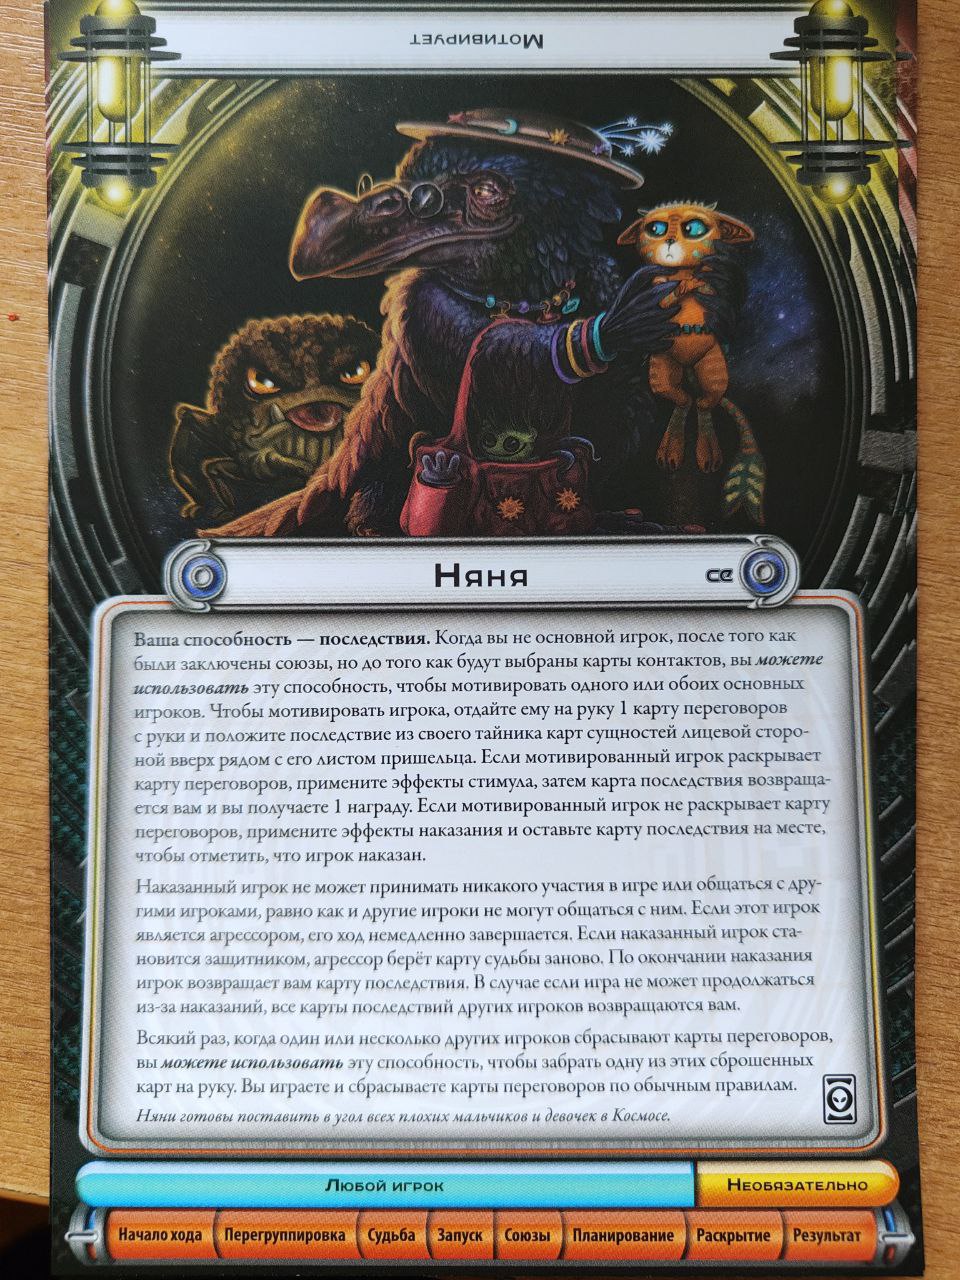 Мотивирует
Няня
се
Ваша способность — последствия. Когда вы не основной игрок, после того как
были заключены союзы, но до того как будут выбраны карты контактов, вы можете
использовать эту способность, чтобы мотивировать одного или обоих основных
игроков. Чтобы мотивировать игрока, отдайте ему на руку 1 карту переговоров
с руки и положите последствие из своего тайника карт сущностей лицевой сторо-
ной вверх рядом с его листом пришельца. Если мотивированный игрок раскрывает
карту переговоров, примените эффекты стимула, затем карта последствия возвраща-
ется вам и вы получаете 1 награду. Если мотивированный игрок не раскрывает карту
переговоров, примените эффекты наказания и оставьте карту последствия на месте,
чтобы отметить, что игрок наказан.
Наказанный игрок не может принимать никакого участия в игре или общаться с дру-
гими игроками, равно как и другие игроки не могут общаться с ним. Если этот игрок
является агрессором, его ход немедленно завершается. Если наказанный игрок ста-
новится защитником, агрессор берёт карту судьбы заново. По окончании наказания
игрок возвращает вам карту последствия. В случае если игра не может продолжаться
из-за наказаний, все карты последствий других игроков возвращаются вам.
Всякий раз, когда один или несколько других игроков сбрасывают карты переговоров,
вы можете использовать эту способность, чтобы забрать одну из этих сброшенных
карт на руку. Вы играете и сбрасываете карты переговоров по обычным правилам.
Няни готовы поставить в угол всех плохих мальчиков и девочек в Космосе.
Любой игрок
Необязательно
Начало хода Перегруппировка Судьба Запуск Союзы Планирование Раскрытие Результат